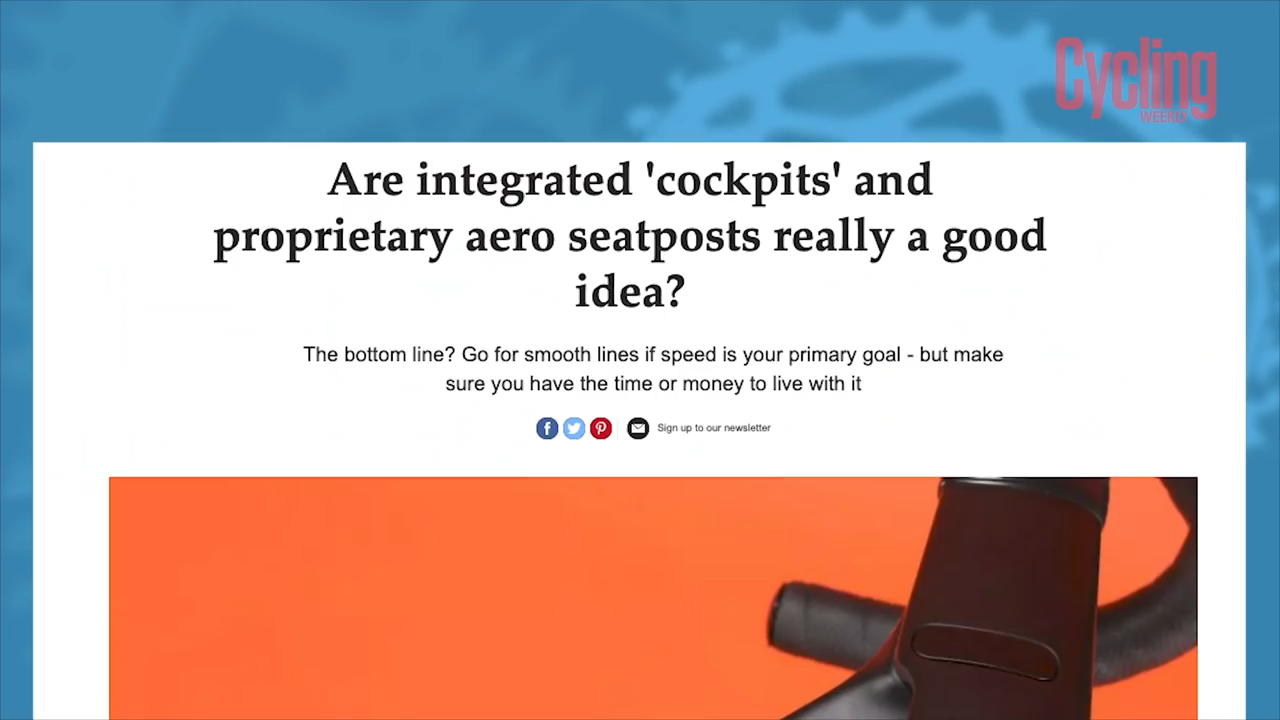 Cycling
WEEKLY
Are integrated 'cockpits' and
proprietary aero seatposts really a good
idea?
The bottom line? Go for smooth lines if speed is your primary goal - but make
sure you have the time or money to live with it
Sign up to our newsletter